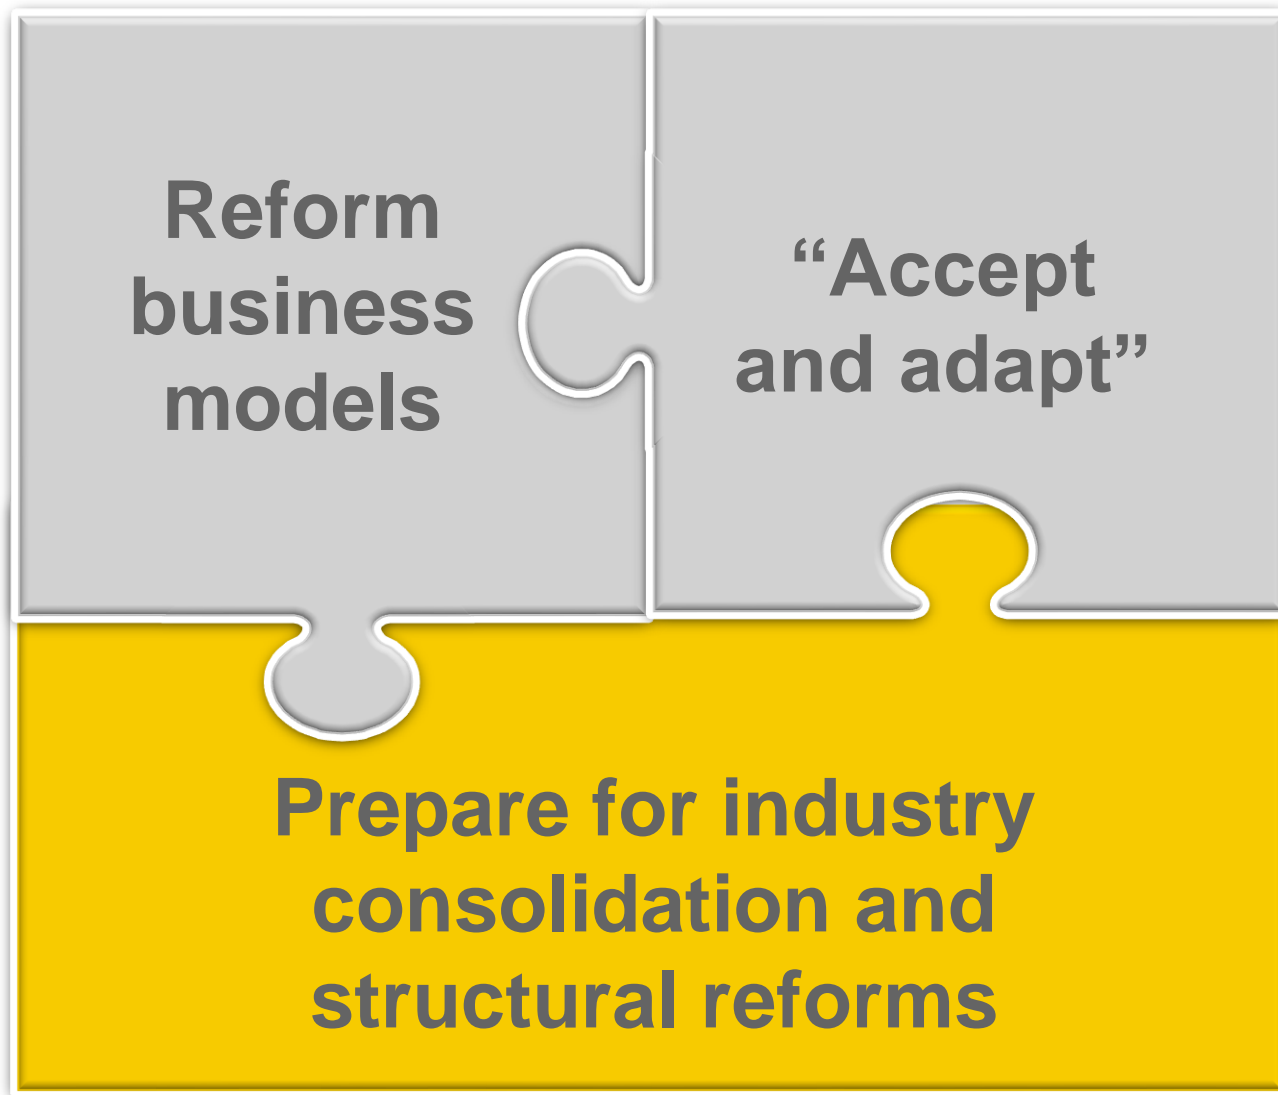 Reform
business
models
“Accept
and adapt”
Prepare for industry
consolidation and
structural reforms